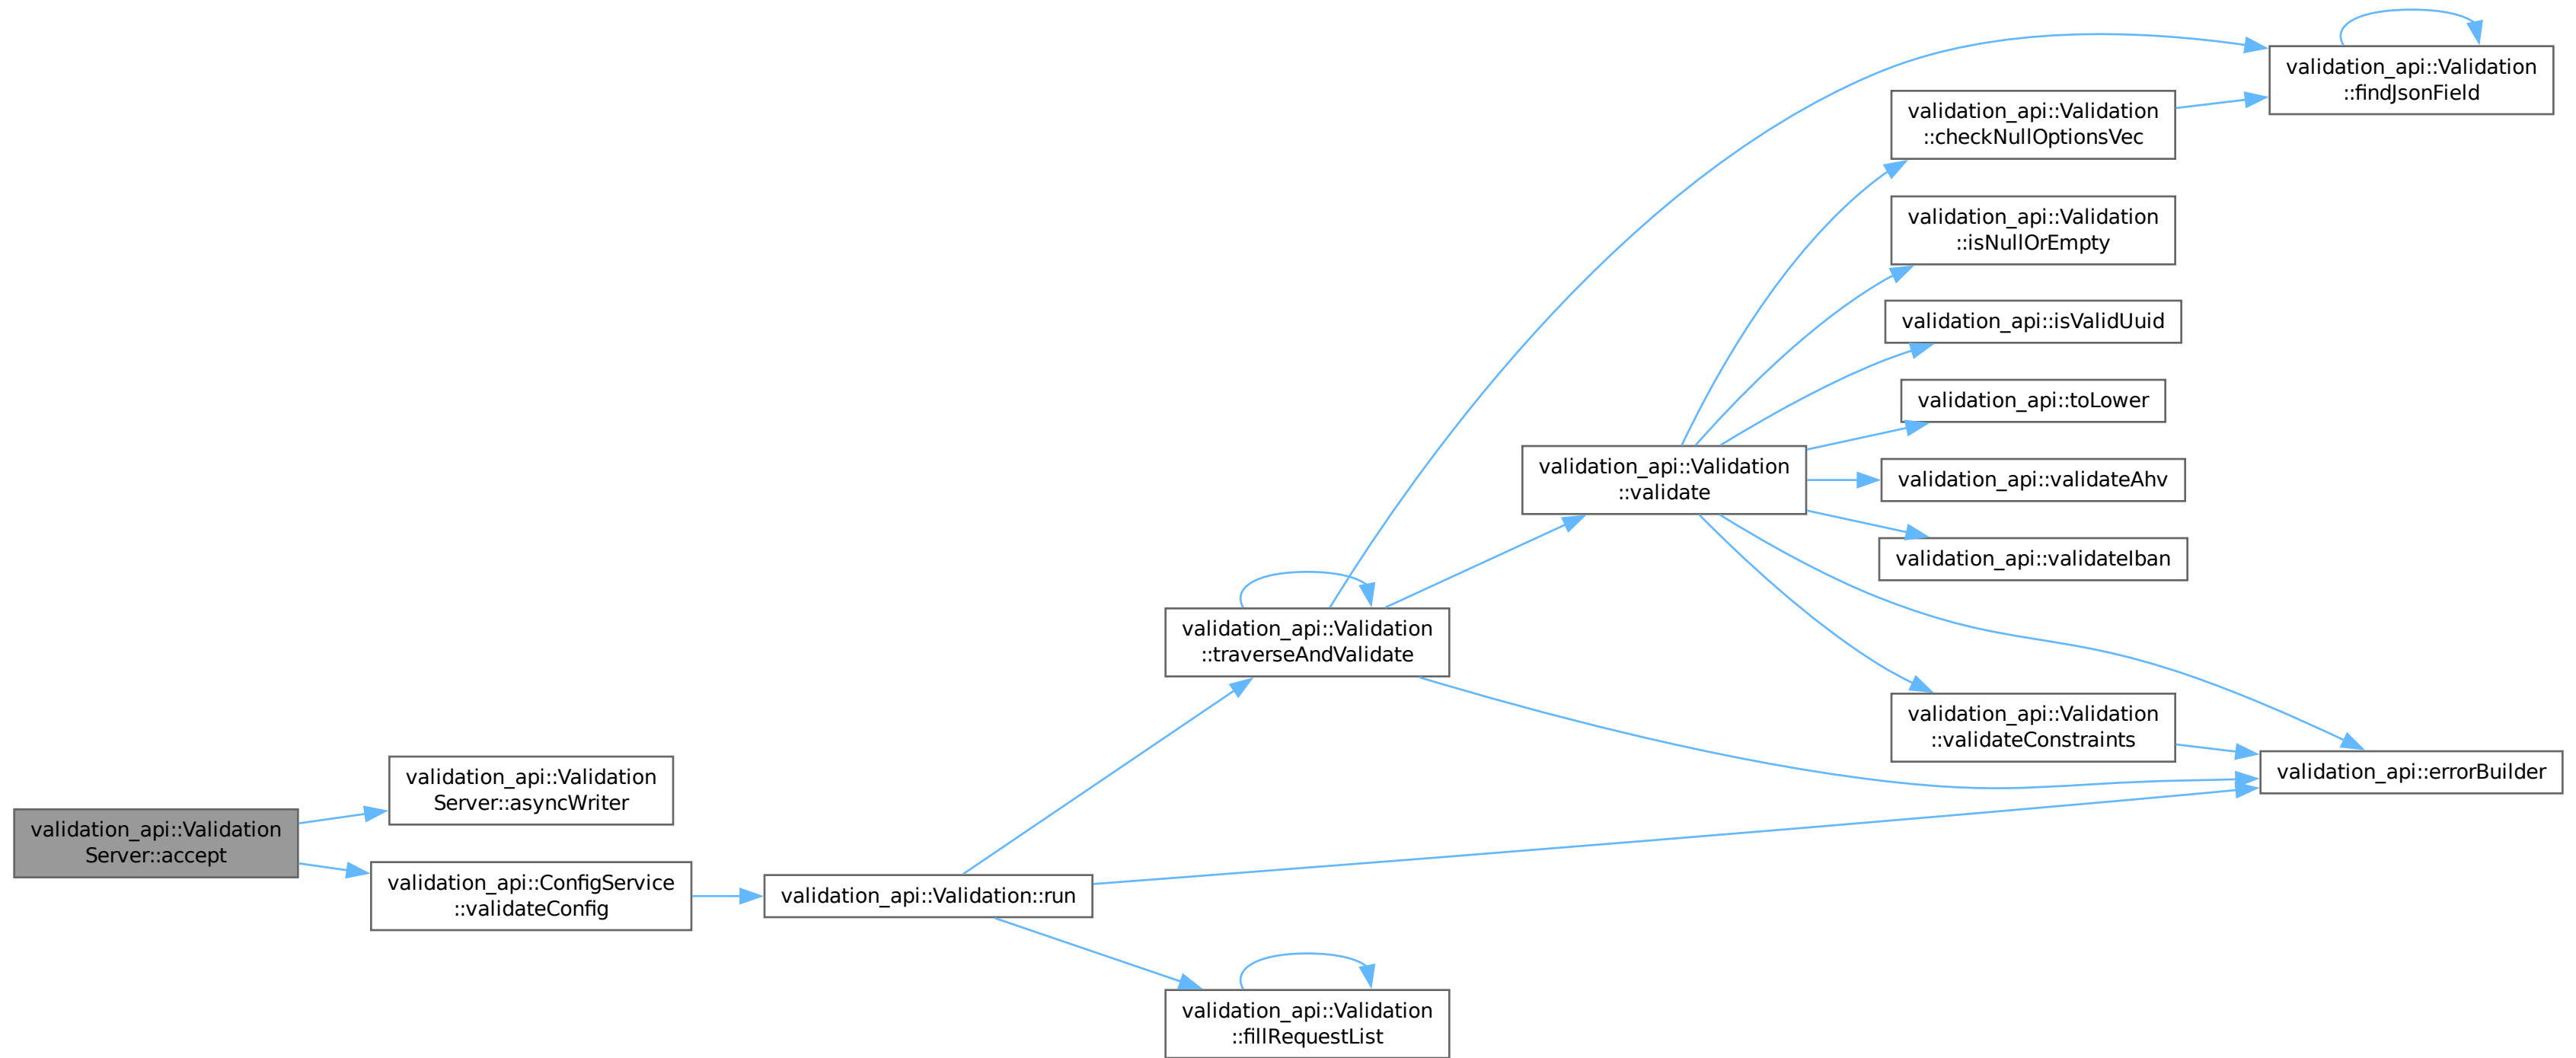 validation_api::Validation
Server::accept
validation_api::Validation
Server::asyncWriter
validation_api::ConfigService
::validateConfig
validation_api::Validation::run
validation_api::Validation
::traverseAndValidate
validation_api::Validation
::fillRequestList
validation_api::Validation
::validate
validation_api::Validation
::checkNullOptionsVec
validation_api::Validation
::isNullOrEmpty
validation_api::isValidUuid
validation_api::toLower
validation_api::validateAhv
validation_api::validateIban
validation_api::Validation
::validateConstraints
validation_api::Validation
::findJsonField
validation_api::errorBuilder